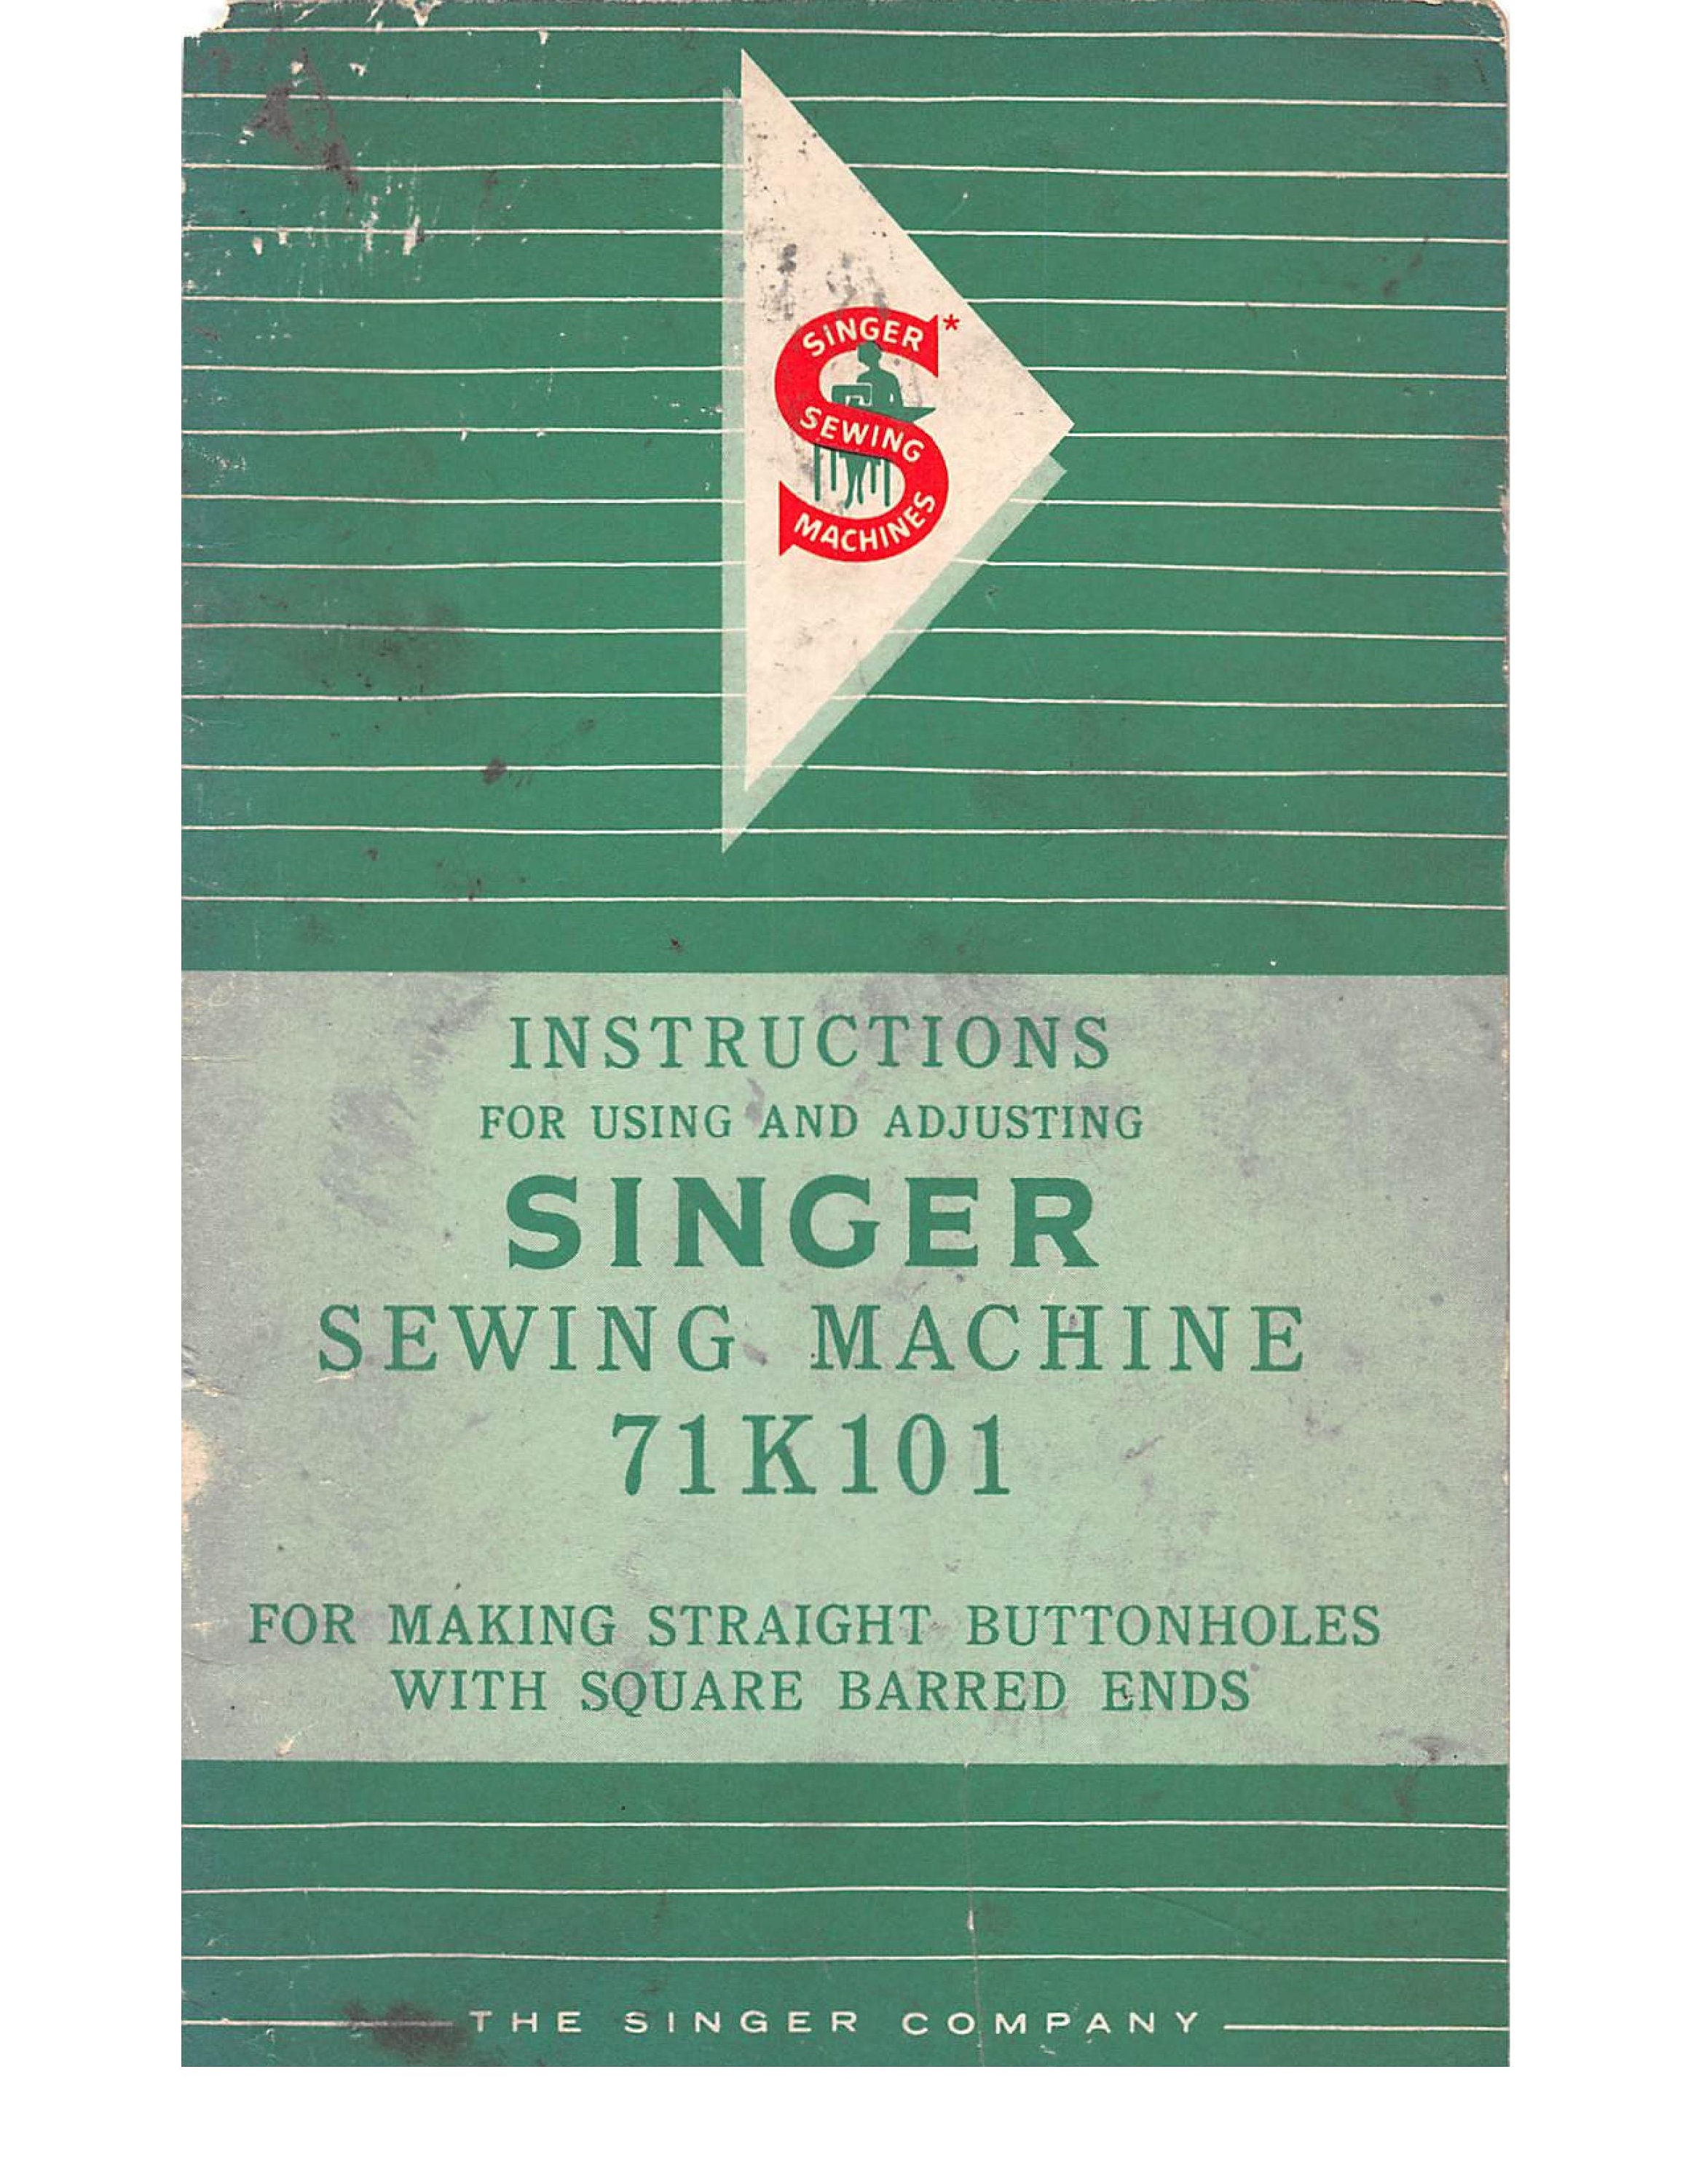 SINGER*
SEWING
MACHINES
INSTRUCTIONS
FOR USING AND ADJUSTING
SINGER
SEWING MACHINE
71K101
FOR MAKING STRAIGHT BUTTONHOLES
WITH SQUARE BARRED ENDS
THE SINGER COMPANY